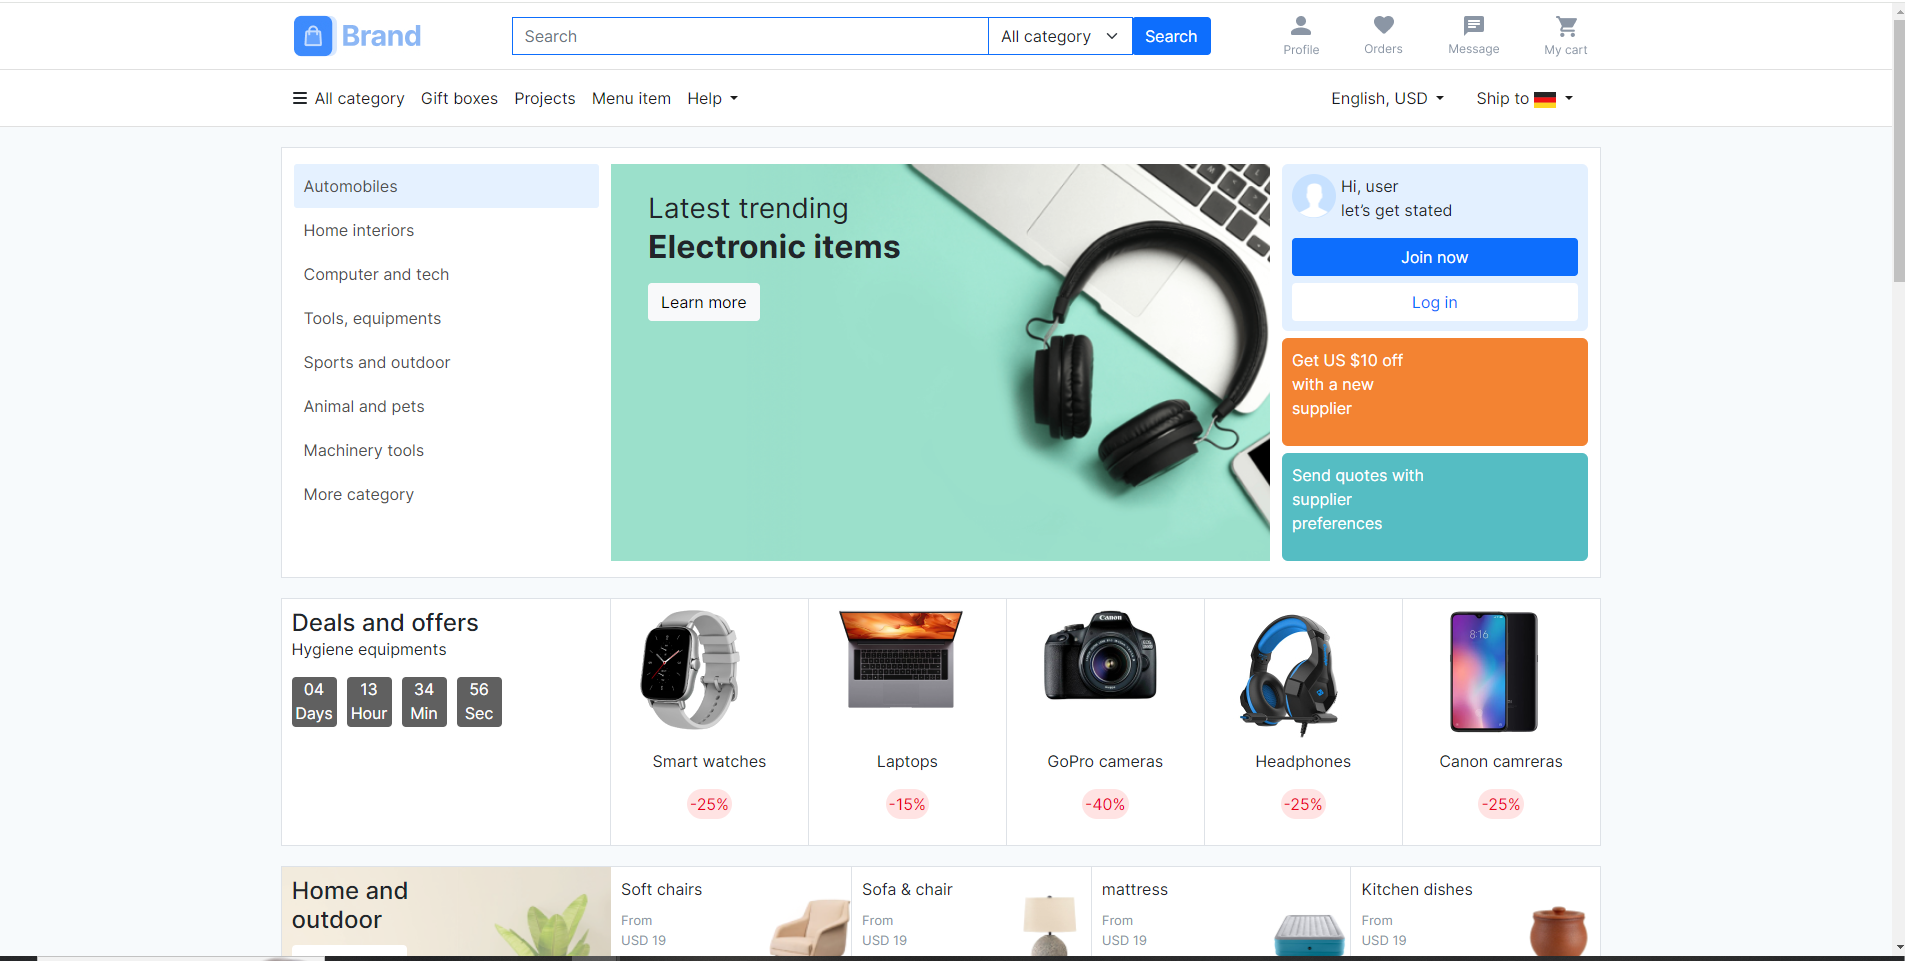 Brand
Search
All category
Search
Profile
Orders
Message
My cart
All category
Gift boxes
Projects
Menu item
Help
English, USD
Ship to
Automobiles
Home interiors
Computer and tech
Tools, equipments
Sports and outdoor
Animal and pets
Machinery tools
More category
Latest trending
Electronic items
Learn more
Hi, user
let's get stated
Join now
Log in
Get US $10 off
with a new
supplier
Send quotes with
supplier
preferences
Deals and offers
Hygiene equipments
04
Days
13
Hour
34
Min
56
Sec
Smart watches
-25%
Laptops
-15%
Canon
GoPro cameras
-40%
Headphones
-25%
8:16
Canon camreras
-25%
Home and
outdoor
Soft chairs
From
USD 19
Sofa & chair
From
USD 19
mattress
From
USD 19
Kitchen dishes
From
USD 19